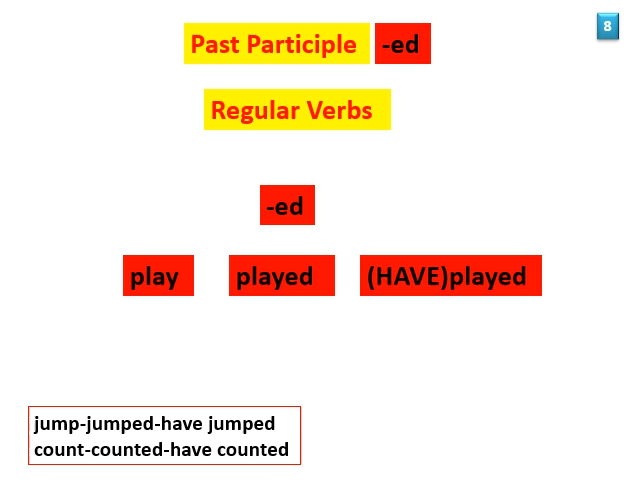 8
Past Participle -ed
Regular Verbs
-ed
play played (HAVE)played
jump-jumped-have jumped
count-counted-have counted